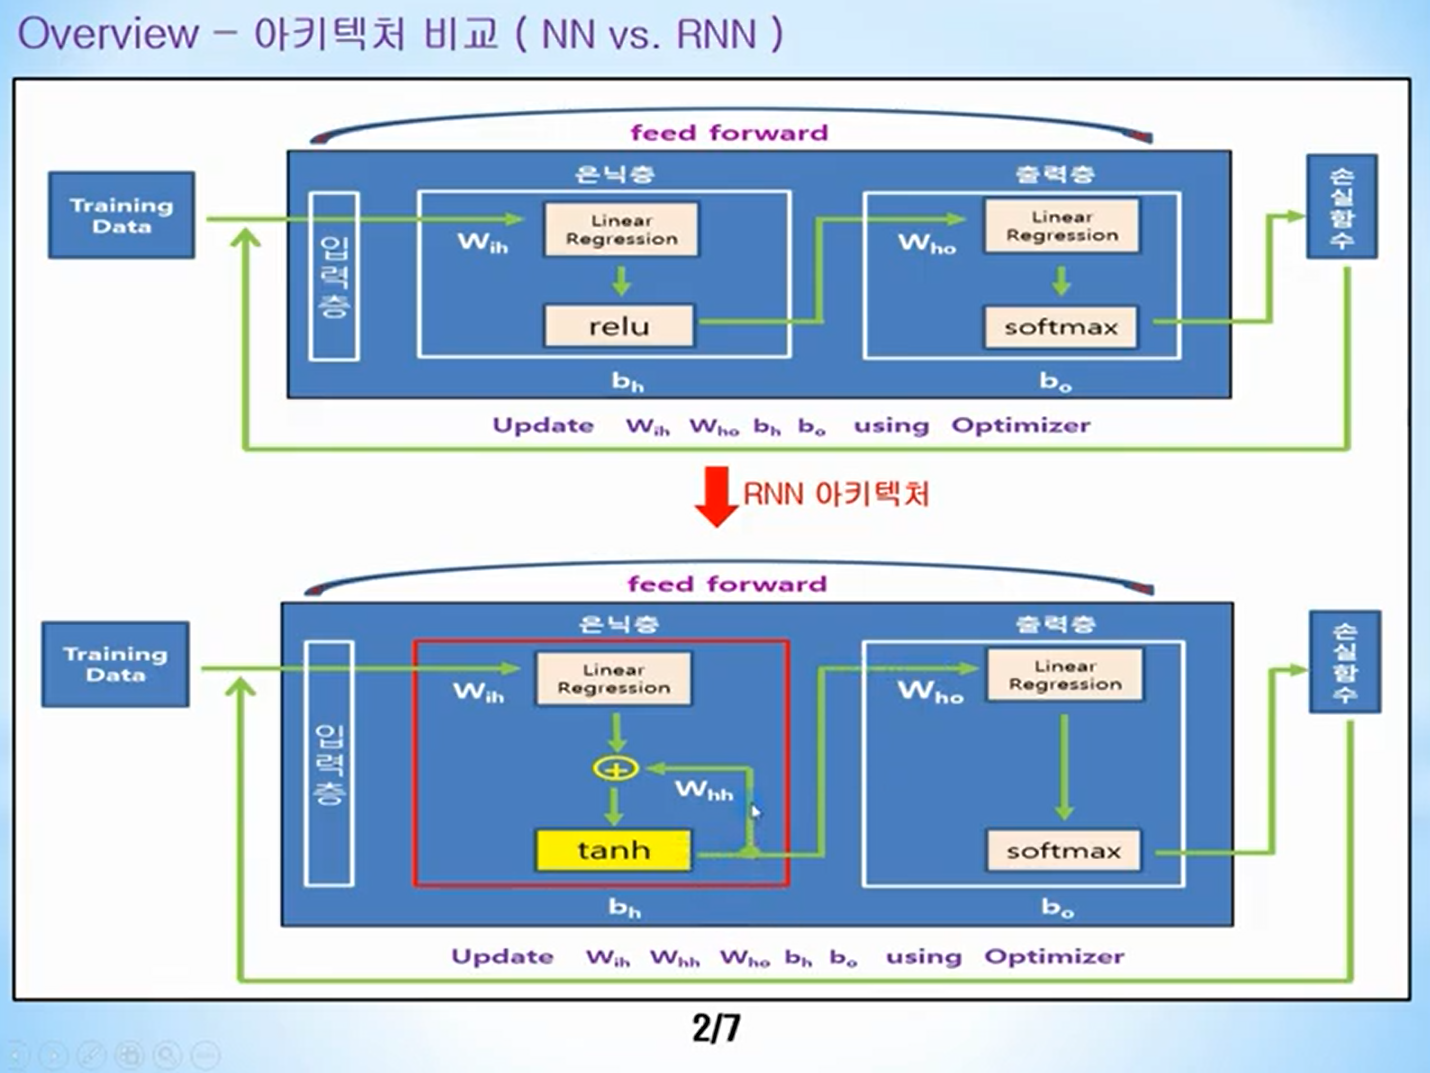 Overview – 아키텍처 비교 ( NN vs. RNN )
feed forward
은닉층
출력층
Training
Data
입력층
Wih
Linear
Regression
relu
Who
Linear
Regression
softmax
손실함수
bh
bo
Update Wih Who bh bo using Optimizer
RNN 아키텍처
feed forward
은닉층
출력층
Training
Data
입력층
Wih
Linear
Regression
+
Whh
tanh
Who
Linear
Regression
softmax
손실함수
bh
bo
Update Wih Whh Who bh bo using Optimizer
2/7